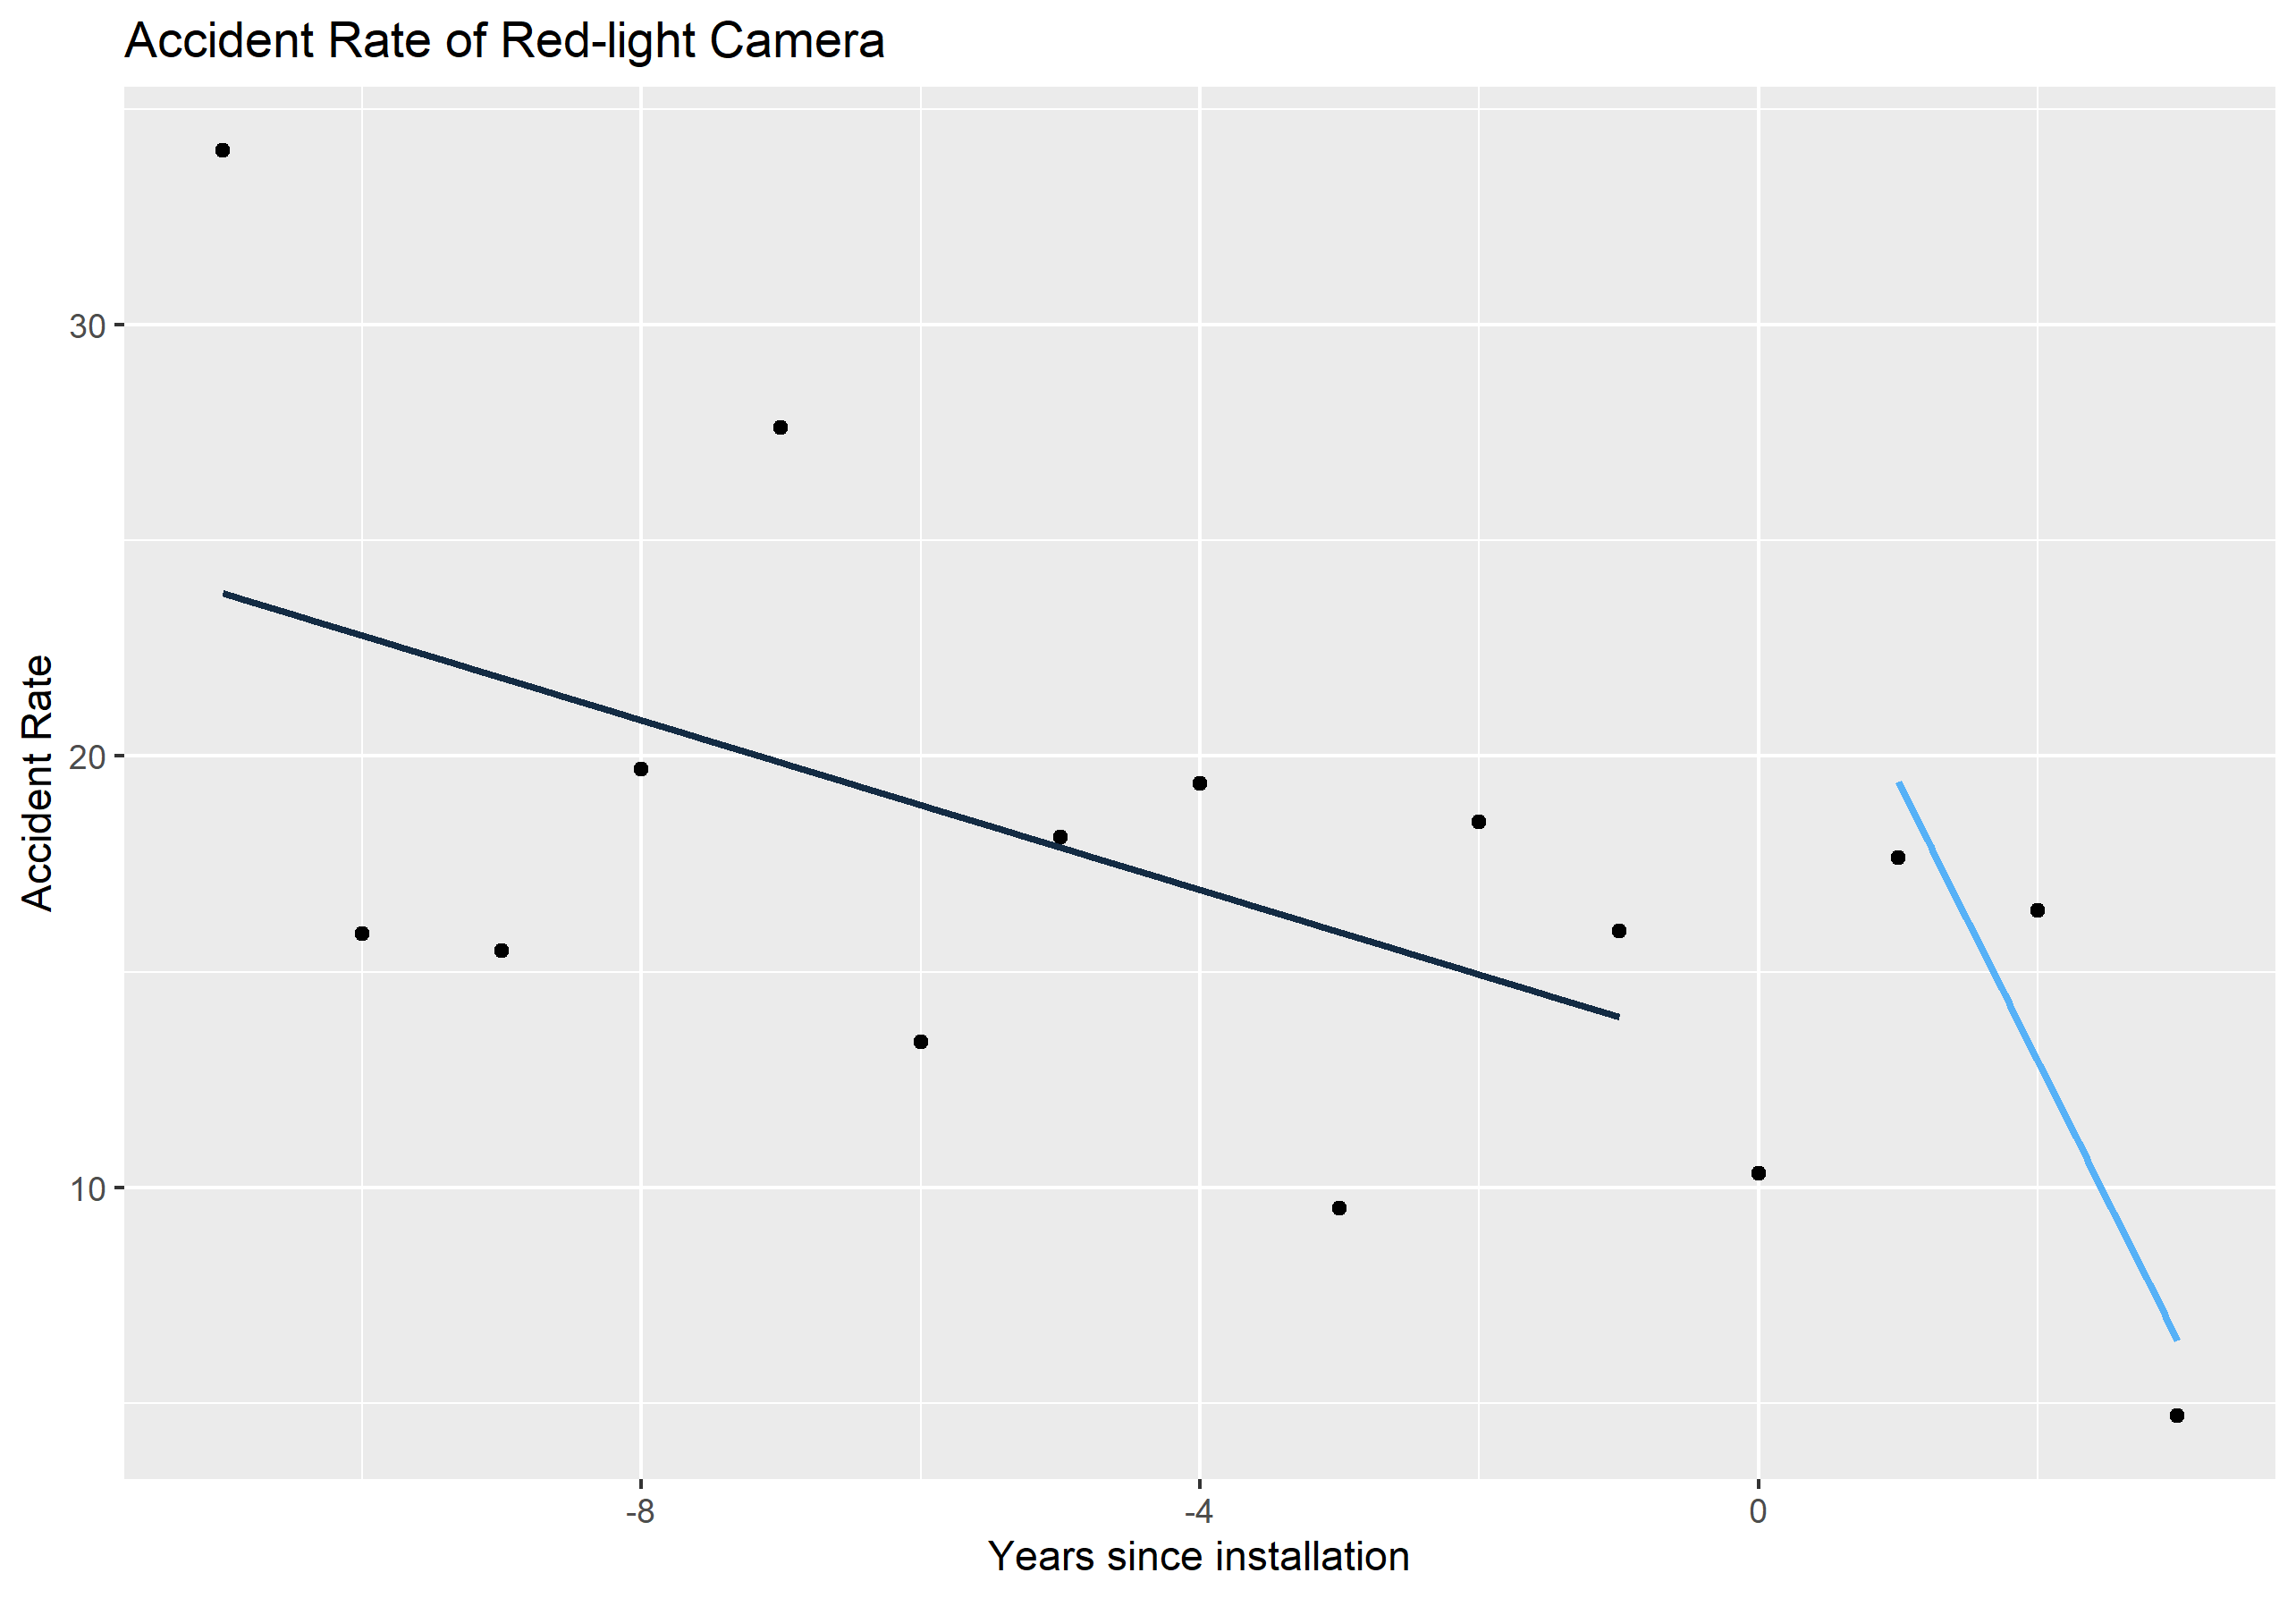 Accident Rate of Red-light Camera
30
20
10
Accident Rate
-8
-4
0
Years since installation